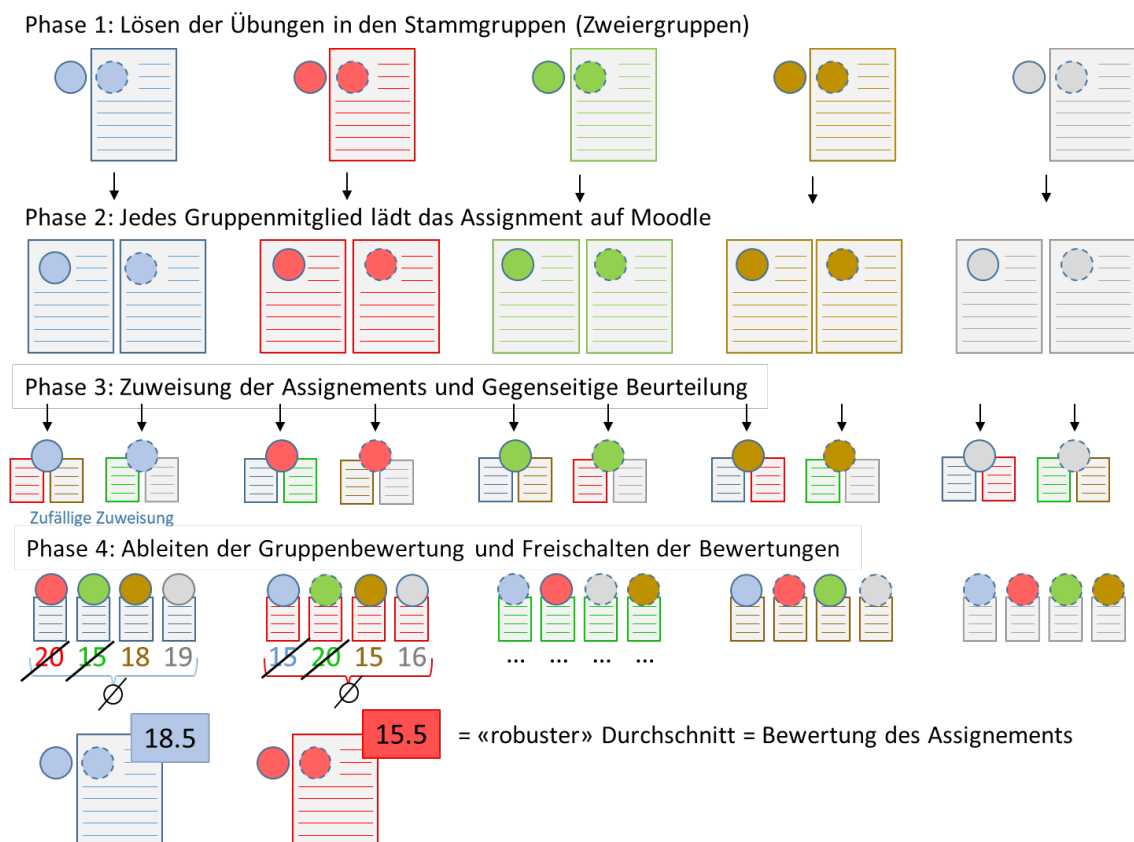 Phase 1: Lösen der Übungen in den Stammgruppen (Zweiergruppen)
Phase 2: Jedes Gruppenmitglied lädt das Assignment auf Moodle
Phase 3: Zuweisung der Assignements und Gegenseitige Beurteilung
Zufällige Zuweisung
Phase 4: Ableiten der Gruppenbewertung und Freischalten der Bewertungen
20 15 18 19 15 20 15 16 ... ... ... ...
Ø Ø
18.5 15.5 = «robuster» Durchschnitt = Bewertung des Assignements